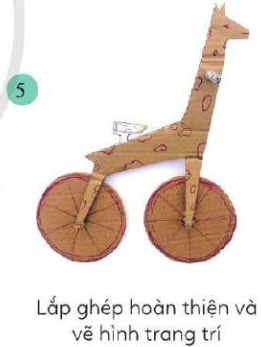 5
Lắp ghép hoàn thiện và
vẽ hình trang trí